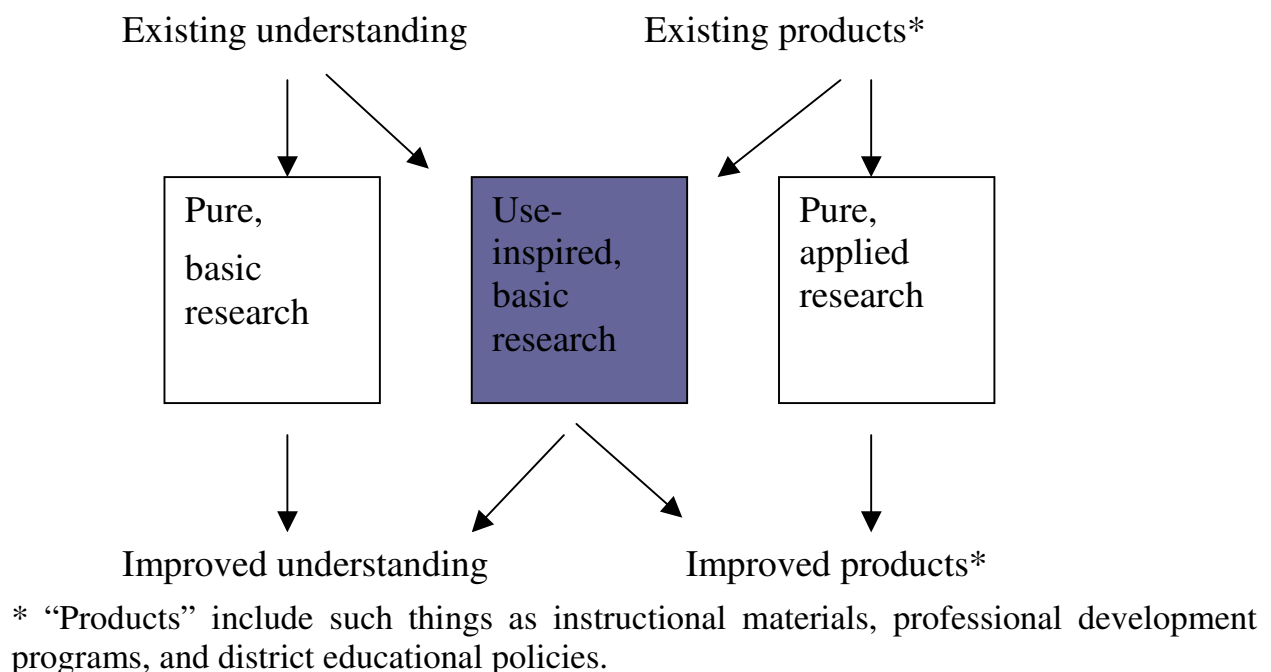 Existing understanding
Existing products*
Pure,
basic
research
Use-
inspired,
basic
research
Pure,
applied
research
Improved understanding
Improved products*
* “Products” include such things as instructional materials, professional development
programs, and district educational policies.